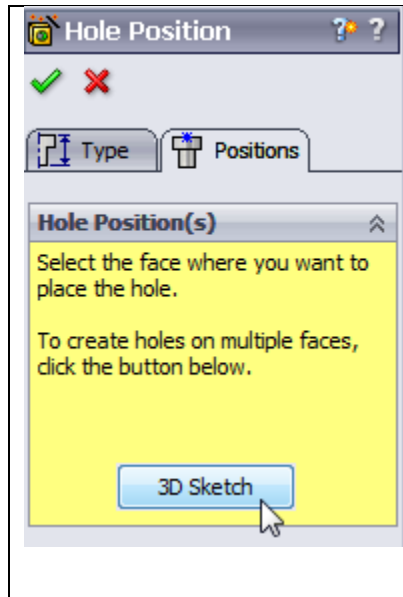 Hole Position ? ?
Type Positions
Hole Position(s)
Select the face where you want to
place the hole.
To create holes on multiple faces,
click the button below.
3D Sketch